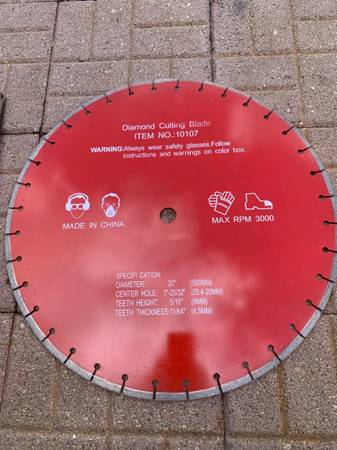 Diamond Cutting Blade
ITEM NO.:10107
WARNING:Always wear safety glasses.Follow
instructions and warnings on color box.
MADE IN CHINA
MAX RPM 3000
SPECIFI CATION:
DIAMETER: 20" (500MM)
CENTER HOLE: 1"-25/32" (25.4-20MM)
TEETH HEIGHT: 5/16" (8MM)
TEETH THICKNESS:11/64" (4.5MM)